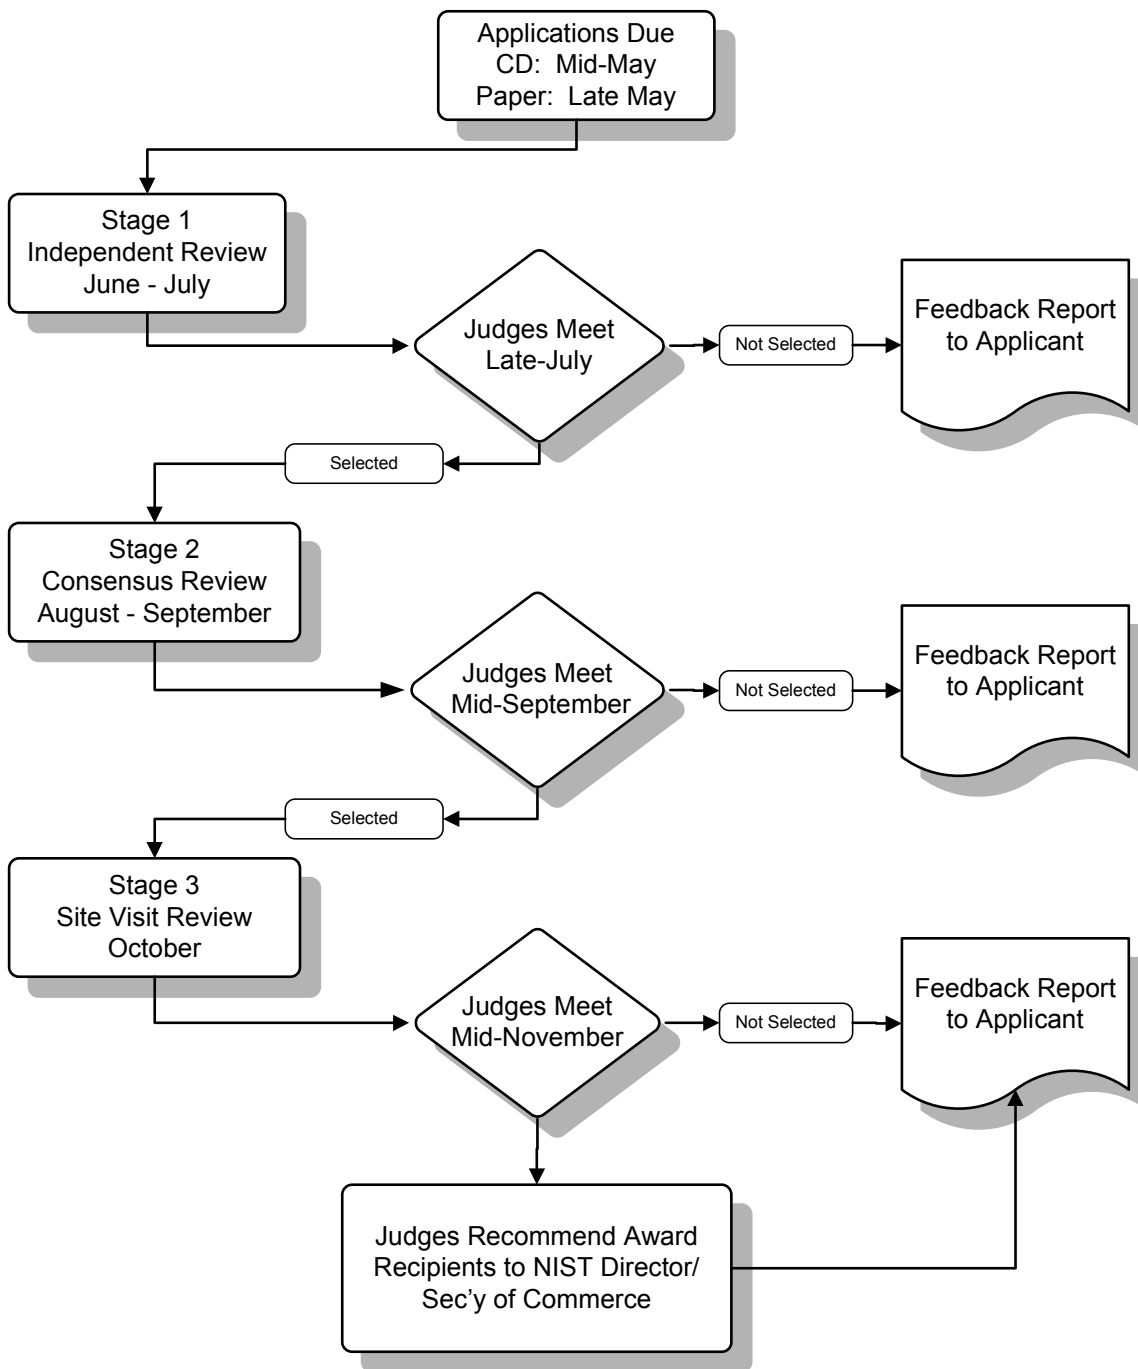 Applications Due
CD:  Mid-May
Paper:  Late May
Stage 1
Independent Review
June - July
Judges Meet
Late-July
Not Selected
Feedback Report
to Applicant
Selected
Stage 2
Consensus Review
August - September
Judges Meet
Mid-September
Not Selected
Feedback Report
to Applicant
Selected
Stage 3
Site Visit Review
October
Judges Meet
Mid-November
Not Selected
Feedback Report
to Applicant
Judges Recommend Award
Recipients to NIST Director/
Sec’y of Commerce